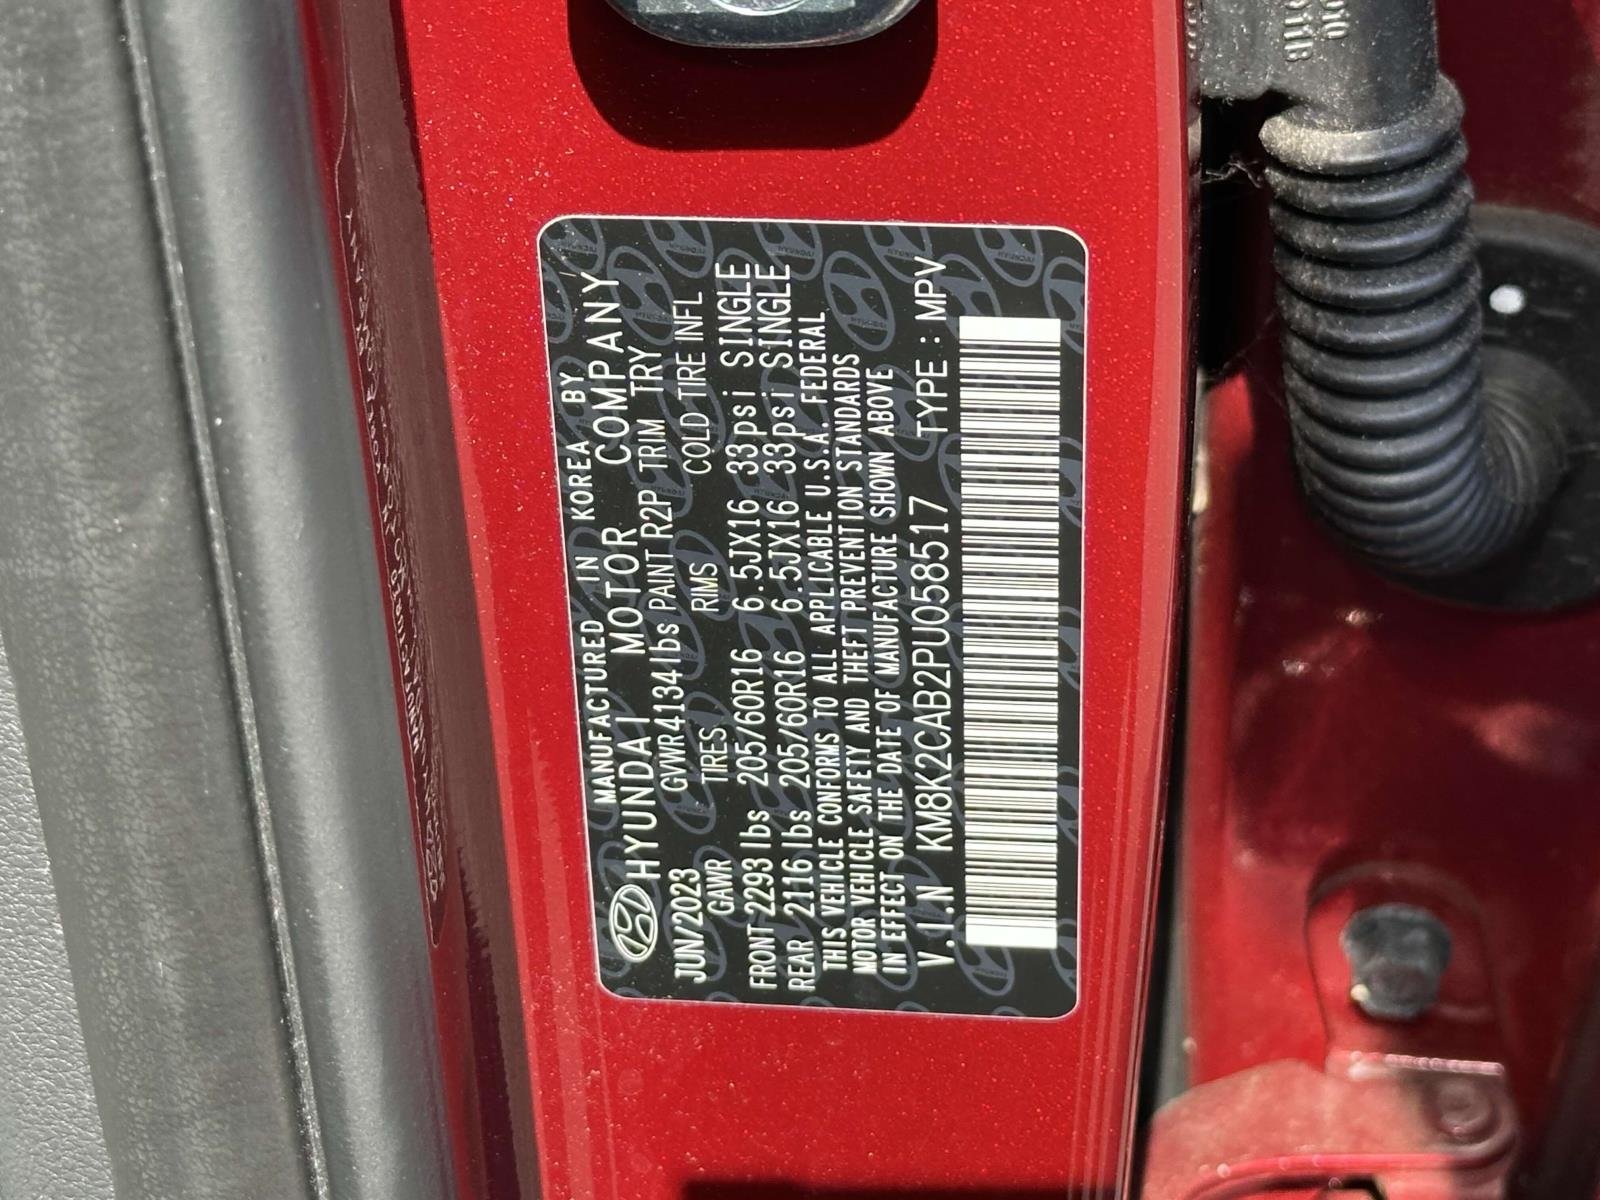 MANUFACTURED IN KOREA BY
HYUNDAI MOTOR COMPANY
JUN/2023 GVWR 4134lbs PAINT R2P TRIM TRY
GAWR TIRES RIMS COLD TIRE INFL
FRONT 2293lbs 205/60R16 6.5JX16 33psi SINGLE
REAR 2116lbs 205/60R16 6.5JX16 33psi SINGLE
THIS VEHICLE CONFORMS TO ALL APPLICABLE U.S.A. FEDERAL
MOTOR VEHICLE SAFETY AND THEFT PREVENTION STANDARDS
IN EFFECT ON THE DATE OF MANUFACTURE SHOWN ABOVE
V.I.N KM8K2CAB2PU058517 TYPE : MPV